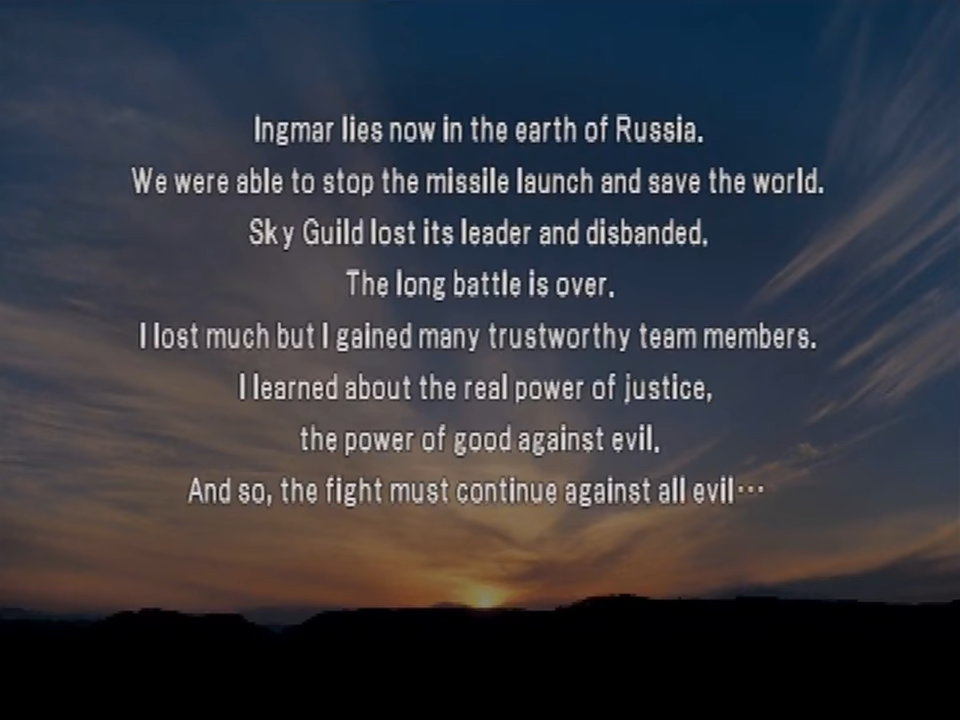 Ingmar lies now in the earth of Russia.
We were able to stop the missile launch and save the world.
Sky Guild lost its leader and disbanded.
The long battle is over.
I lost much but I gained many trustworthy team members.
I learned about the real power of justice,
the power of good against evil.
And so, the fight must continue against all evil…